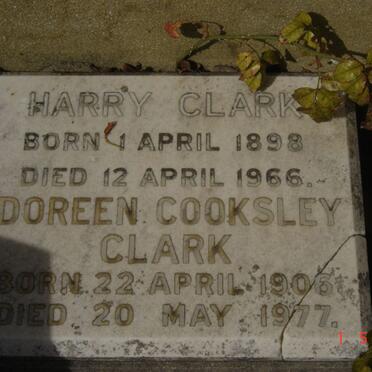 HARRY CLARK
BORN 1 APRIL 1898
DIED 12 APRIL 1966.
DOREEN COOKSLEY
CLARK
BORN 22 APRIL 1906
DIED 20 MAY 1977.